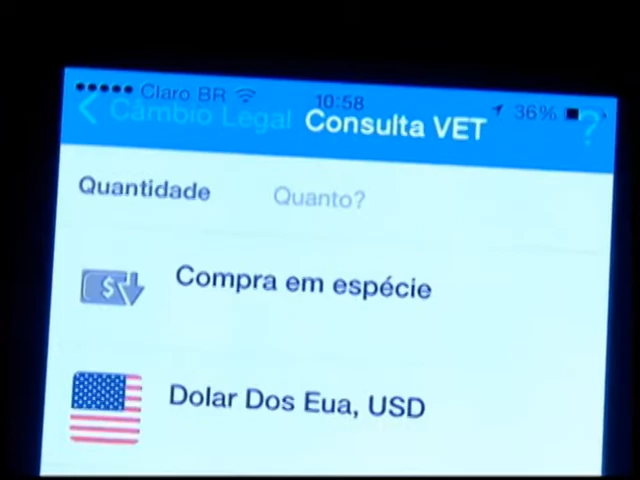 Claro BR 10:58 36%
Câmbio Legal Consulta VET ?
Quantidade Quanto?
$ Compra em espécie
Dolar Dos Eua, USD